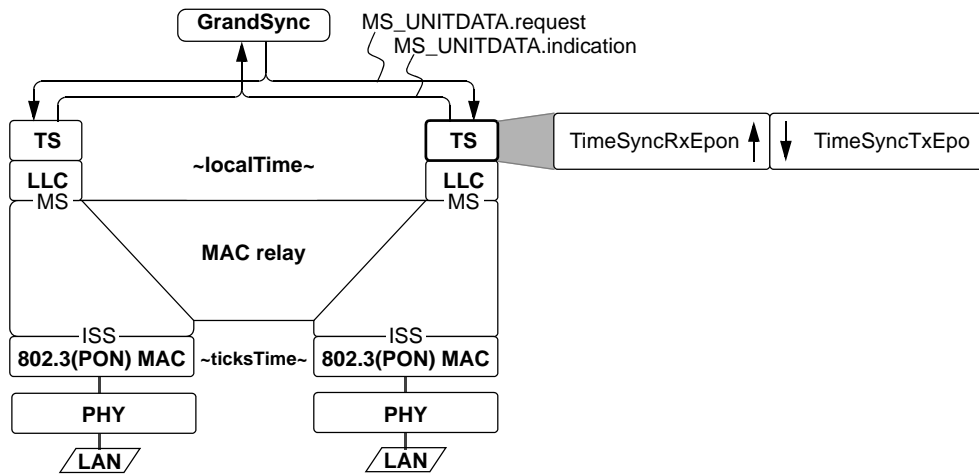 GrandSync
MS_UNITDATA.request
MS_UNITDATA.indication
TS
TS
TimeSyncRxEpon
TimeSyncTxEpo
~localTime~
LLC
LLC
MS
MS
MAC relay
ISS
ISS
802.3(PON) MAC
~ticksTime~
802.3(PON) MAC
PHY
PHY
LAN
LAN